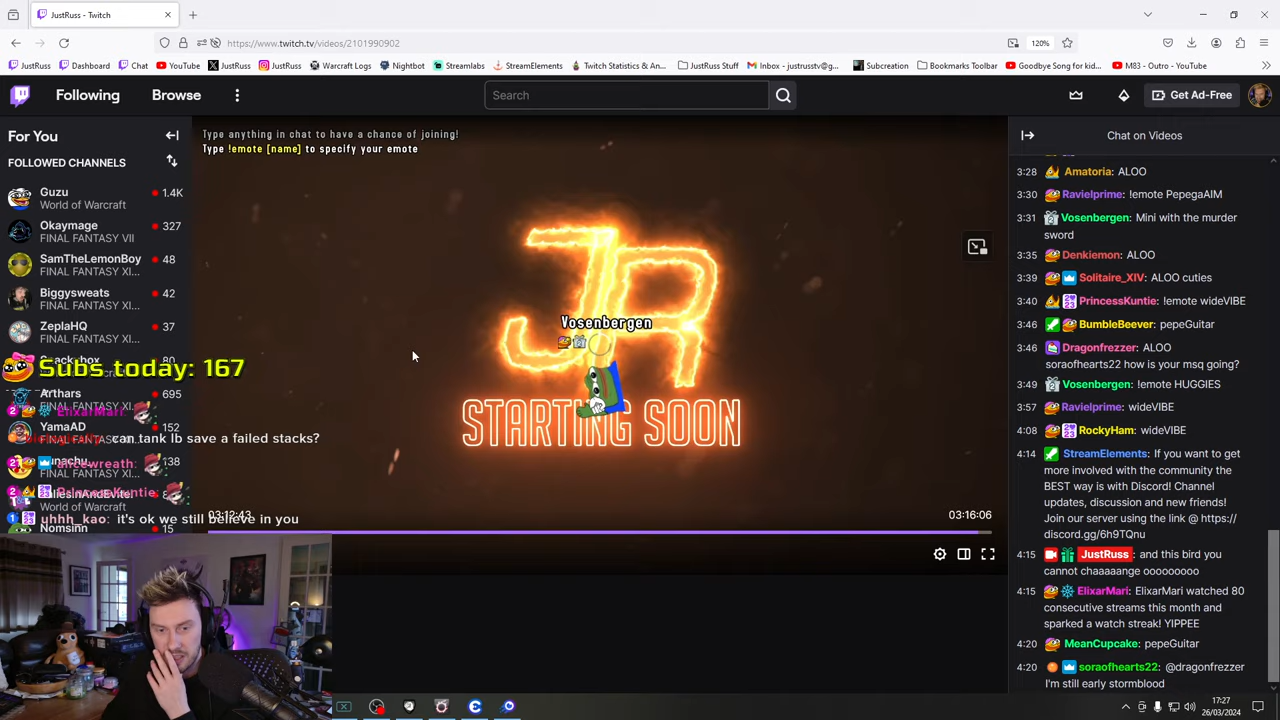 JustRuss - Twitch
https://www.twitch.tv/videos/2101990902
120%
JustRuss
Dashboard
Chat
YouTube
JustRuss
JustRuss
Warcraft Logs
Nightbot
Streamlabs
StreamElements
Twitch Statistics & An...
JustRuss Stuff
Inbox - justrusstv@g...
Subcreation
Bookmarks Toolbar
Goodbye Song for kid...
M83 - Outro - YouTube
Following
Browse
Search
Get Ad-Free
For You
FOLLOWED CHANNELS
Guzu
1.4K
World of Warcraft
Okaymage
327
FINAL FANTASY VII
SamTheLemonBoy
48
FINAL FANTASY XI...
Biggysweats
42
FINAL FANTASY XI...
ZeplaHQ
37
FINAL FANTASY XI...
80
Subs today: 167
Arthars
695
FINAL FANTASY XI...
ElixarMari:
YamaAD
152
can tank lb save a failed stacks?
138
PrincessKuntie:
World of Warcraft
uhhh_kao: it's ok we still believe in you
Nomsinn
15
Type anything in chat to have a chance of joining!
Type !emote [name] to specify your emote
JR
Vosenbergen
STARTING SOON
03:12:43
03:16:06
Chat on Videos
3:28 Amatoria: ALOO
3:30 Ravielprime: !emote PepegaAIM
3:31 Vosenbergen: Mini with the murder
sword
3:35 Denkiemon: ALOO
3:39 Solitaire_XIV: ALOO cuties
3:40 PrincessKuntie: !emote wideVIBE
3:46 BumbleBeever: pepeGuitar
3:46 Dragonfrezzer: ALOO
soraofhearts22 how is your msq going?
3:49 Vosenbergen: !emote HUGGIES
3:57 Ravielprime: wideVIBE
4:08 RockyHam: wideVIBE
4:14 StreamElements: If you want to get
more involved with the community the
BEST way is with Discord! Channel
updates, discussion and new friends!
Join our server using the link @ https://
discord.gg/6h9TQnu
4:15 JustRuss: and this bird you
cannot chaaaaange ooooooooo
4:15 ElixarMari: ElixarMari watched 80
consecutive streams this month and
sparked a watch streak! YIPPEE
4:20 MeanCupcake: pepeGuitar
4:20 soraofhearts22: @dragonfrezzer
I'm still early stormblood
17:27
26/03/2024